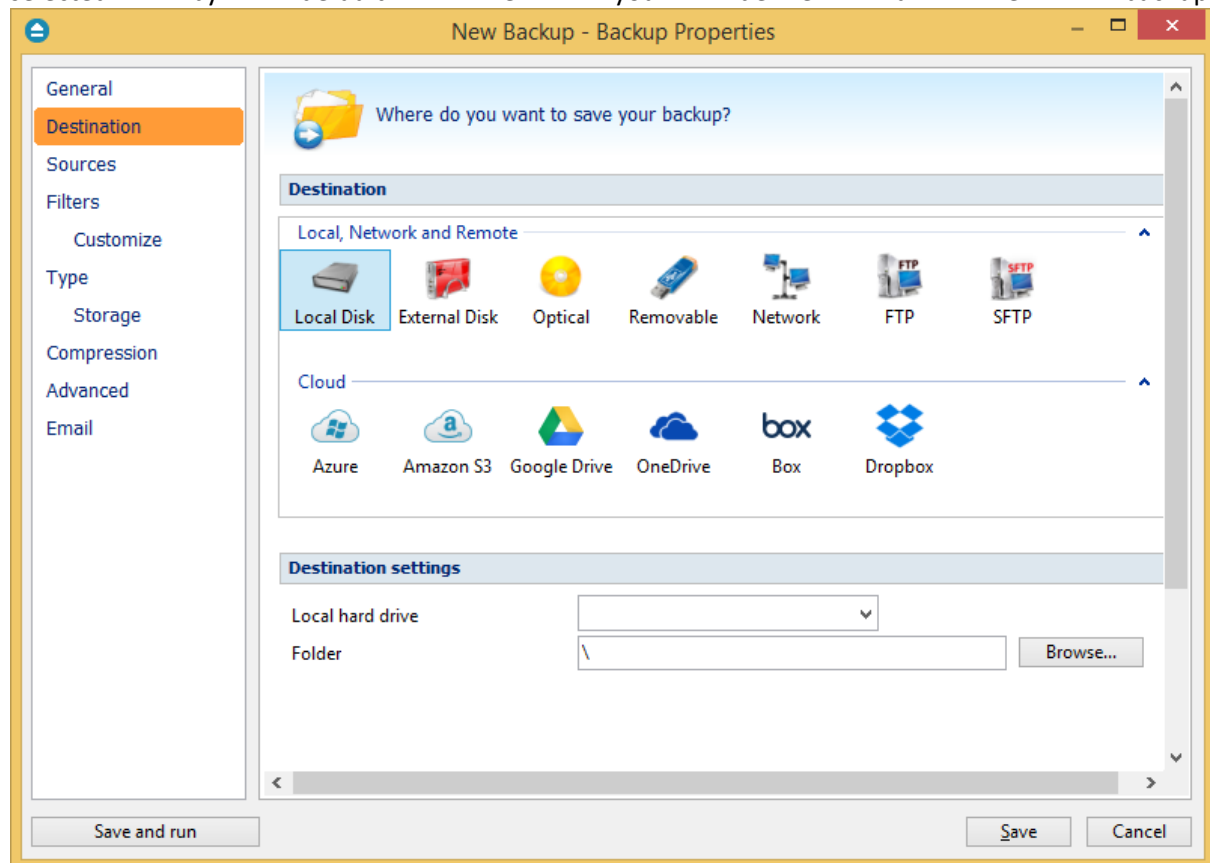 New Backup - Backup Properties
General
Destination
Sources
Filters
Customize
Type
Storage
Compression
Advanced
Email
Where do you want to save your backup?
Destination
Local, Network and Remote
Local Disk External Disk Optical Removable Network FTP SFTP
FTP SFTP
Cloud
a box
Azure Amazon S3 Google Drive OneDrive Box Dropbox
Destination settings
Local hard drive
Folder \ Browse...
Save and run Save Cancel